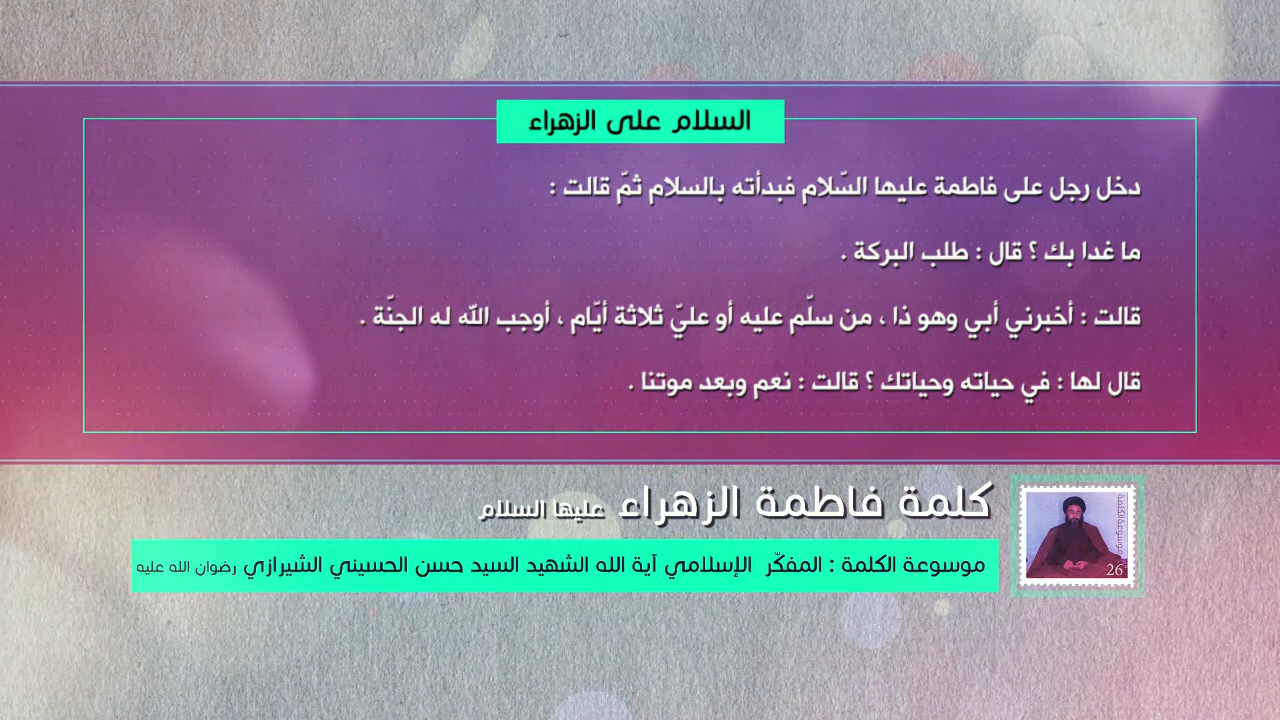 السلام على الزهراء
دخل رجل على فاطمة عليها السّلام فبدأته بالسلام ثمّ قالت :
ما غدا بك ؟ قال : طلب البركة .
قالت : أخبرني أبي وهو ذا ، من سلّم عليه أو عليّ ثلاثة أيّام ، أوجب الله له الجنّة .
قال لها : في حياته وحياتك ؟ قالت : نعم وبعد موتنا .
كلمة فاطمة الزهراء عليها السلام
موسوعة الكلمة : المفكّر الإسلامي آية الله الشهيد السيد حسن الحسيني الشيرازي رضوان الله عليه
موسوعة الكلمة
26